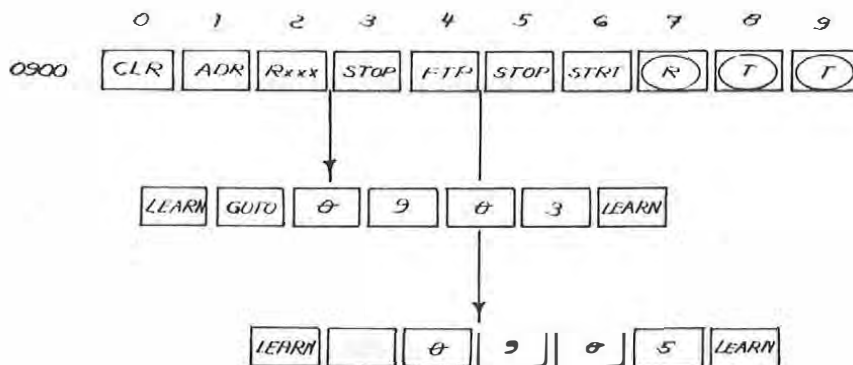 0 1 2 3 4 5 6 7 8 9
0900 CLR ADR Rxxx STOP FTP STOP STRT R T T
LEARN GOTO 0 9 0 3 LEARN
LEARN 0 9 0 5 LEARN